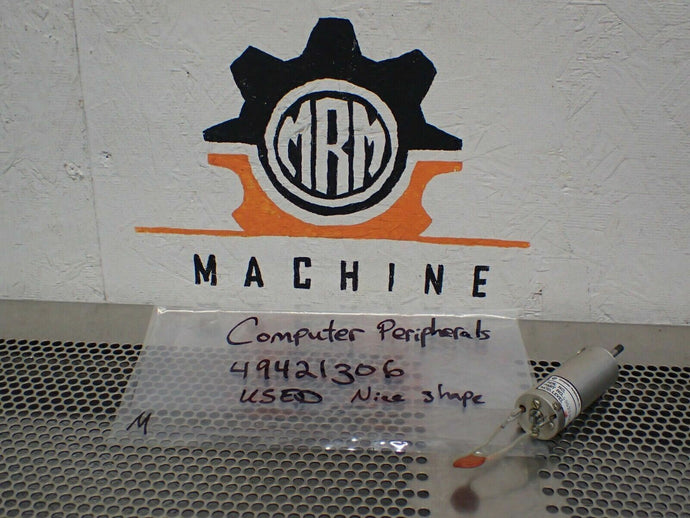 MRM
MACHINE
Computer Peripherals
49421306
USED Nice shape
M